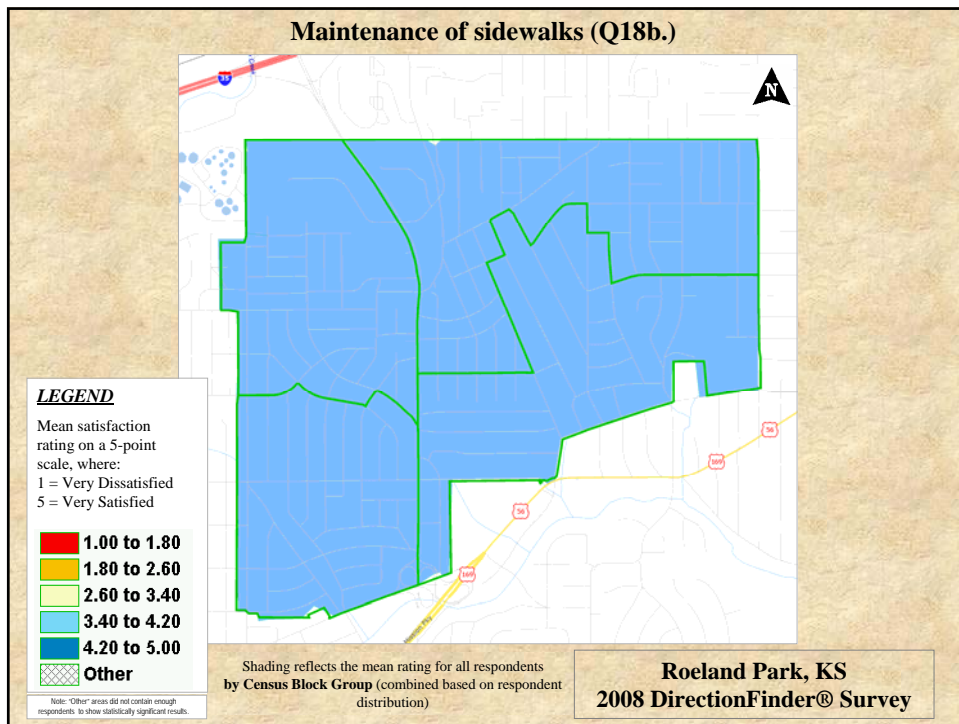 Maintenance of sidewalks (Q18b.)
35
N
LEGEND
Mean satisfaction
rating on a 5-point
scale, where:
1 = Very Dissatisfied
5 = Very Satisfied
1.00 to 1.80
1.80 to 2.60
2.60 to 3.40
3.40 to 4.20
4.20 to 5.00
Other
Note: "Other" areas did not contain enough
respondents to show statistically significant results.
56
169
56
169
Shading reflects the mean rating for all respondents
by Census Block Group (combined based on respondent
distribution)
Roeland Park, KS
2008 DirectionFinder® Survey